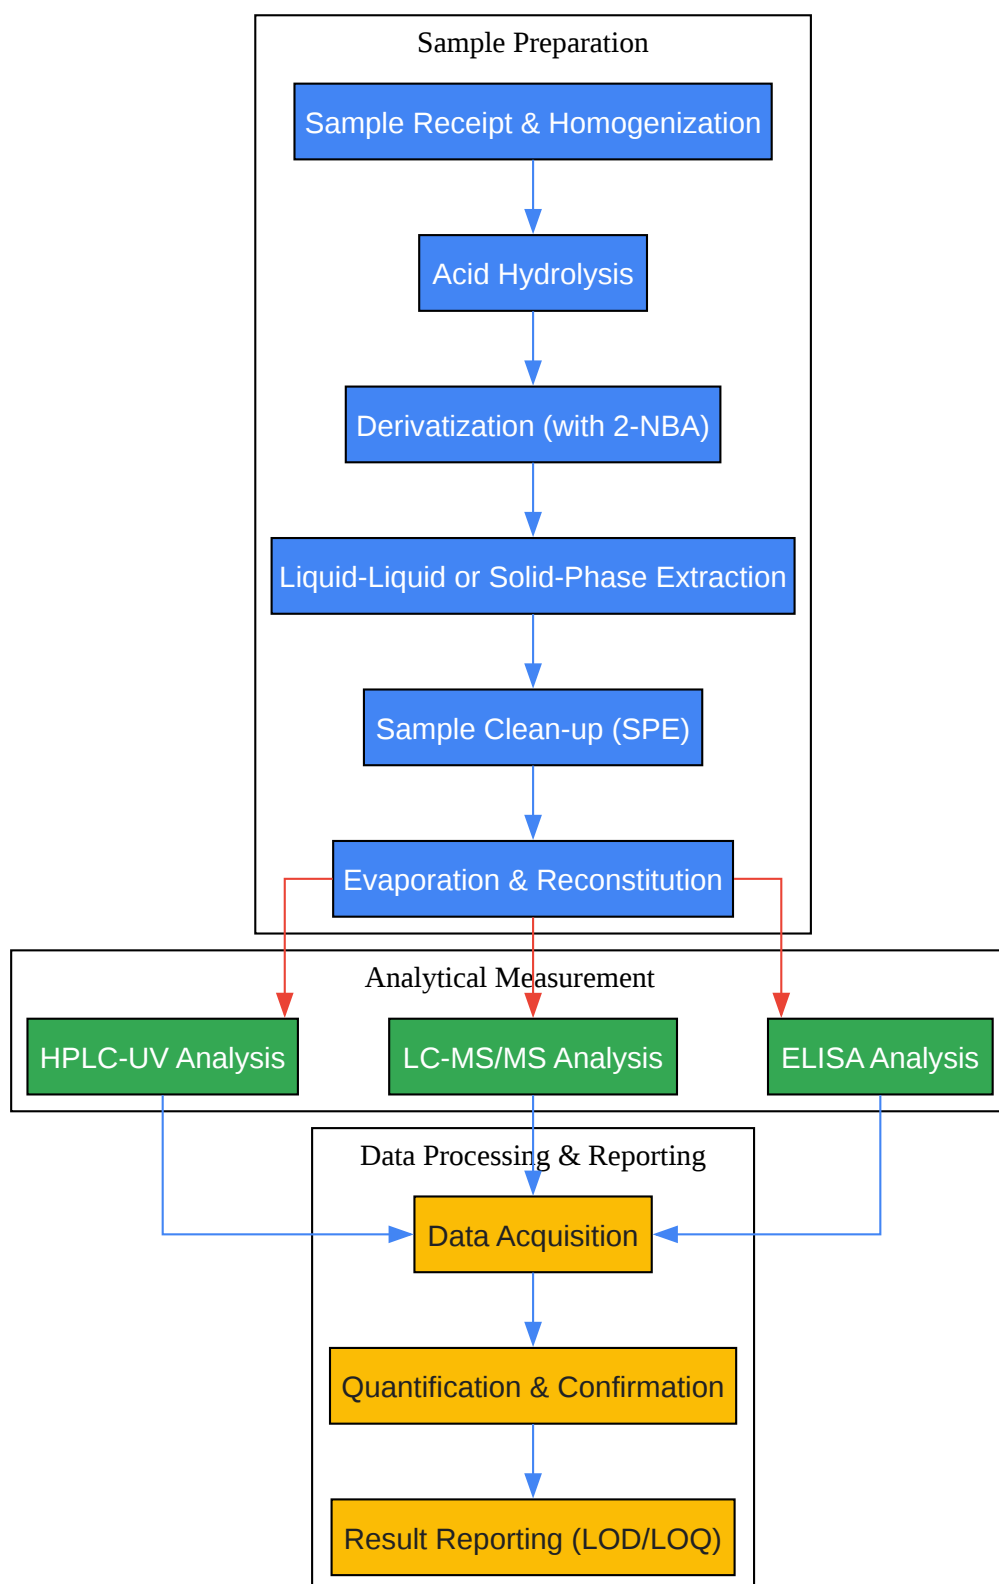 Sample Preparation
Sample Receipt & Homogenization
Acid Hydrolysis
Derivatization (with 2-NBA)
Liquid-Liquid or Solid-Phase Extraction
Sample Clean-up (SPE)
Evaporation & Reconstitution
Analytical Measurement
HPLC-UV Analysis
LC-MS/MS Analysis
ELISA Analysis
Data Processing & Reporting
Data Acquisition
Quantification & Confirmation
Result Reporting (LOD/LOQ)